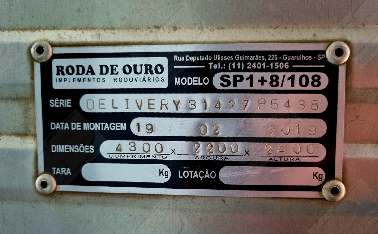 RODA DE OURO
IMPLEMENTOS RODOVIÁRIOS
Rua Deputado Ulisses Guimarães, 225 - Guarulhos - SP
Tel.: (11) 2401-1506
MODELO SP1+8/108
SÉRIE DELIVERY31427P5438
DATA DE MONTAGEM 19 02 2019
DIMENSÕES 4300 x 2200 x 2400
COMPRIMENTO LARGURA ALTURA
TARA Kg LOTAÇÃO Kg